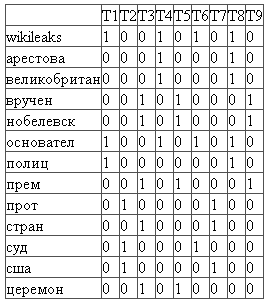 T1 T2 T3 T4 T5 T6 T7 T8 T9
wikileaks 1 0 0 1 0 1 0 1 0
арестова 0 0 0 1 0 0 0 1 0
великобритан 0 0 0 1 0 0 0 1 0
вручен 0 0 1 0 1 0 0 0 1
нобелевск 0 0 1 0 1 0 0 0 1
основател 1 0 0 1 0 1 0 1 0
полиц 1 0 0 0 0 0 0 1 0
прем 0 0 1 0 1 0 0 0 1
прот 0 1 0 0 0 0 1 0 0
стран 0 0 1 0 0 0 1 0 0
суд 0 1 0 0 0 1 0 0 0
сша 0 1 0 0 0 0 1 0 0
церемон 0 0 1 0 1 0 0 0 0